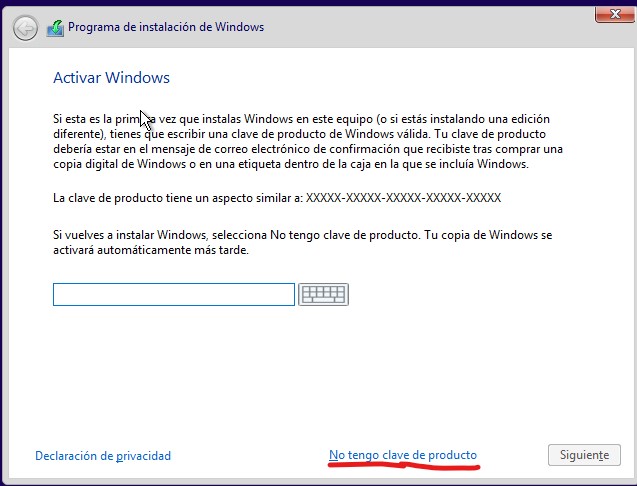 Programa de instalación de Windows
Activar Windows
Si esta es la primera vez que instalas Windows en este equipo (o si estás instalando una edición
diferente), tienes que escribir una clave de producto de Windows válida. Tu clave de producto
debería estar en el mensaje de correo electrónico de confirmación que recibiste tras comprar una
copia digital de Windows o en una etiqueta dentro de la caja en la que se incluía Windows.
La clave de producto tiene un aspecto similar a: XXXXX-XXXXX-XXXXX-XXXXX-XXXXX
Si vuelves a instalar Windows, selecciona No tengo clave de producto. Tu copia de Windows se
activará automáticamente más tarde.
Declaración de privacidad
No tengo clave de producto
Siguiente